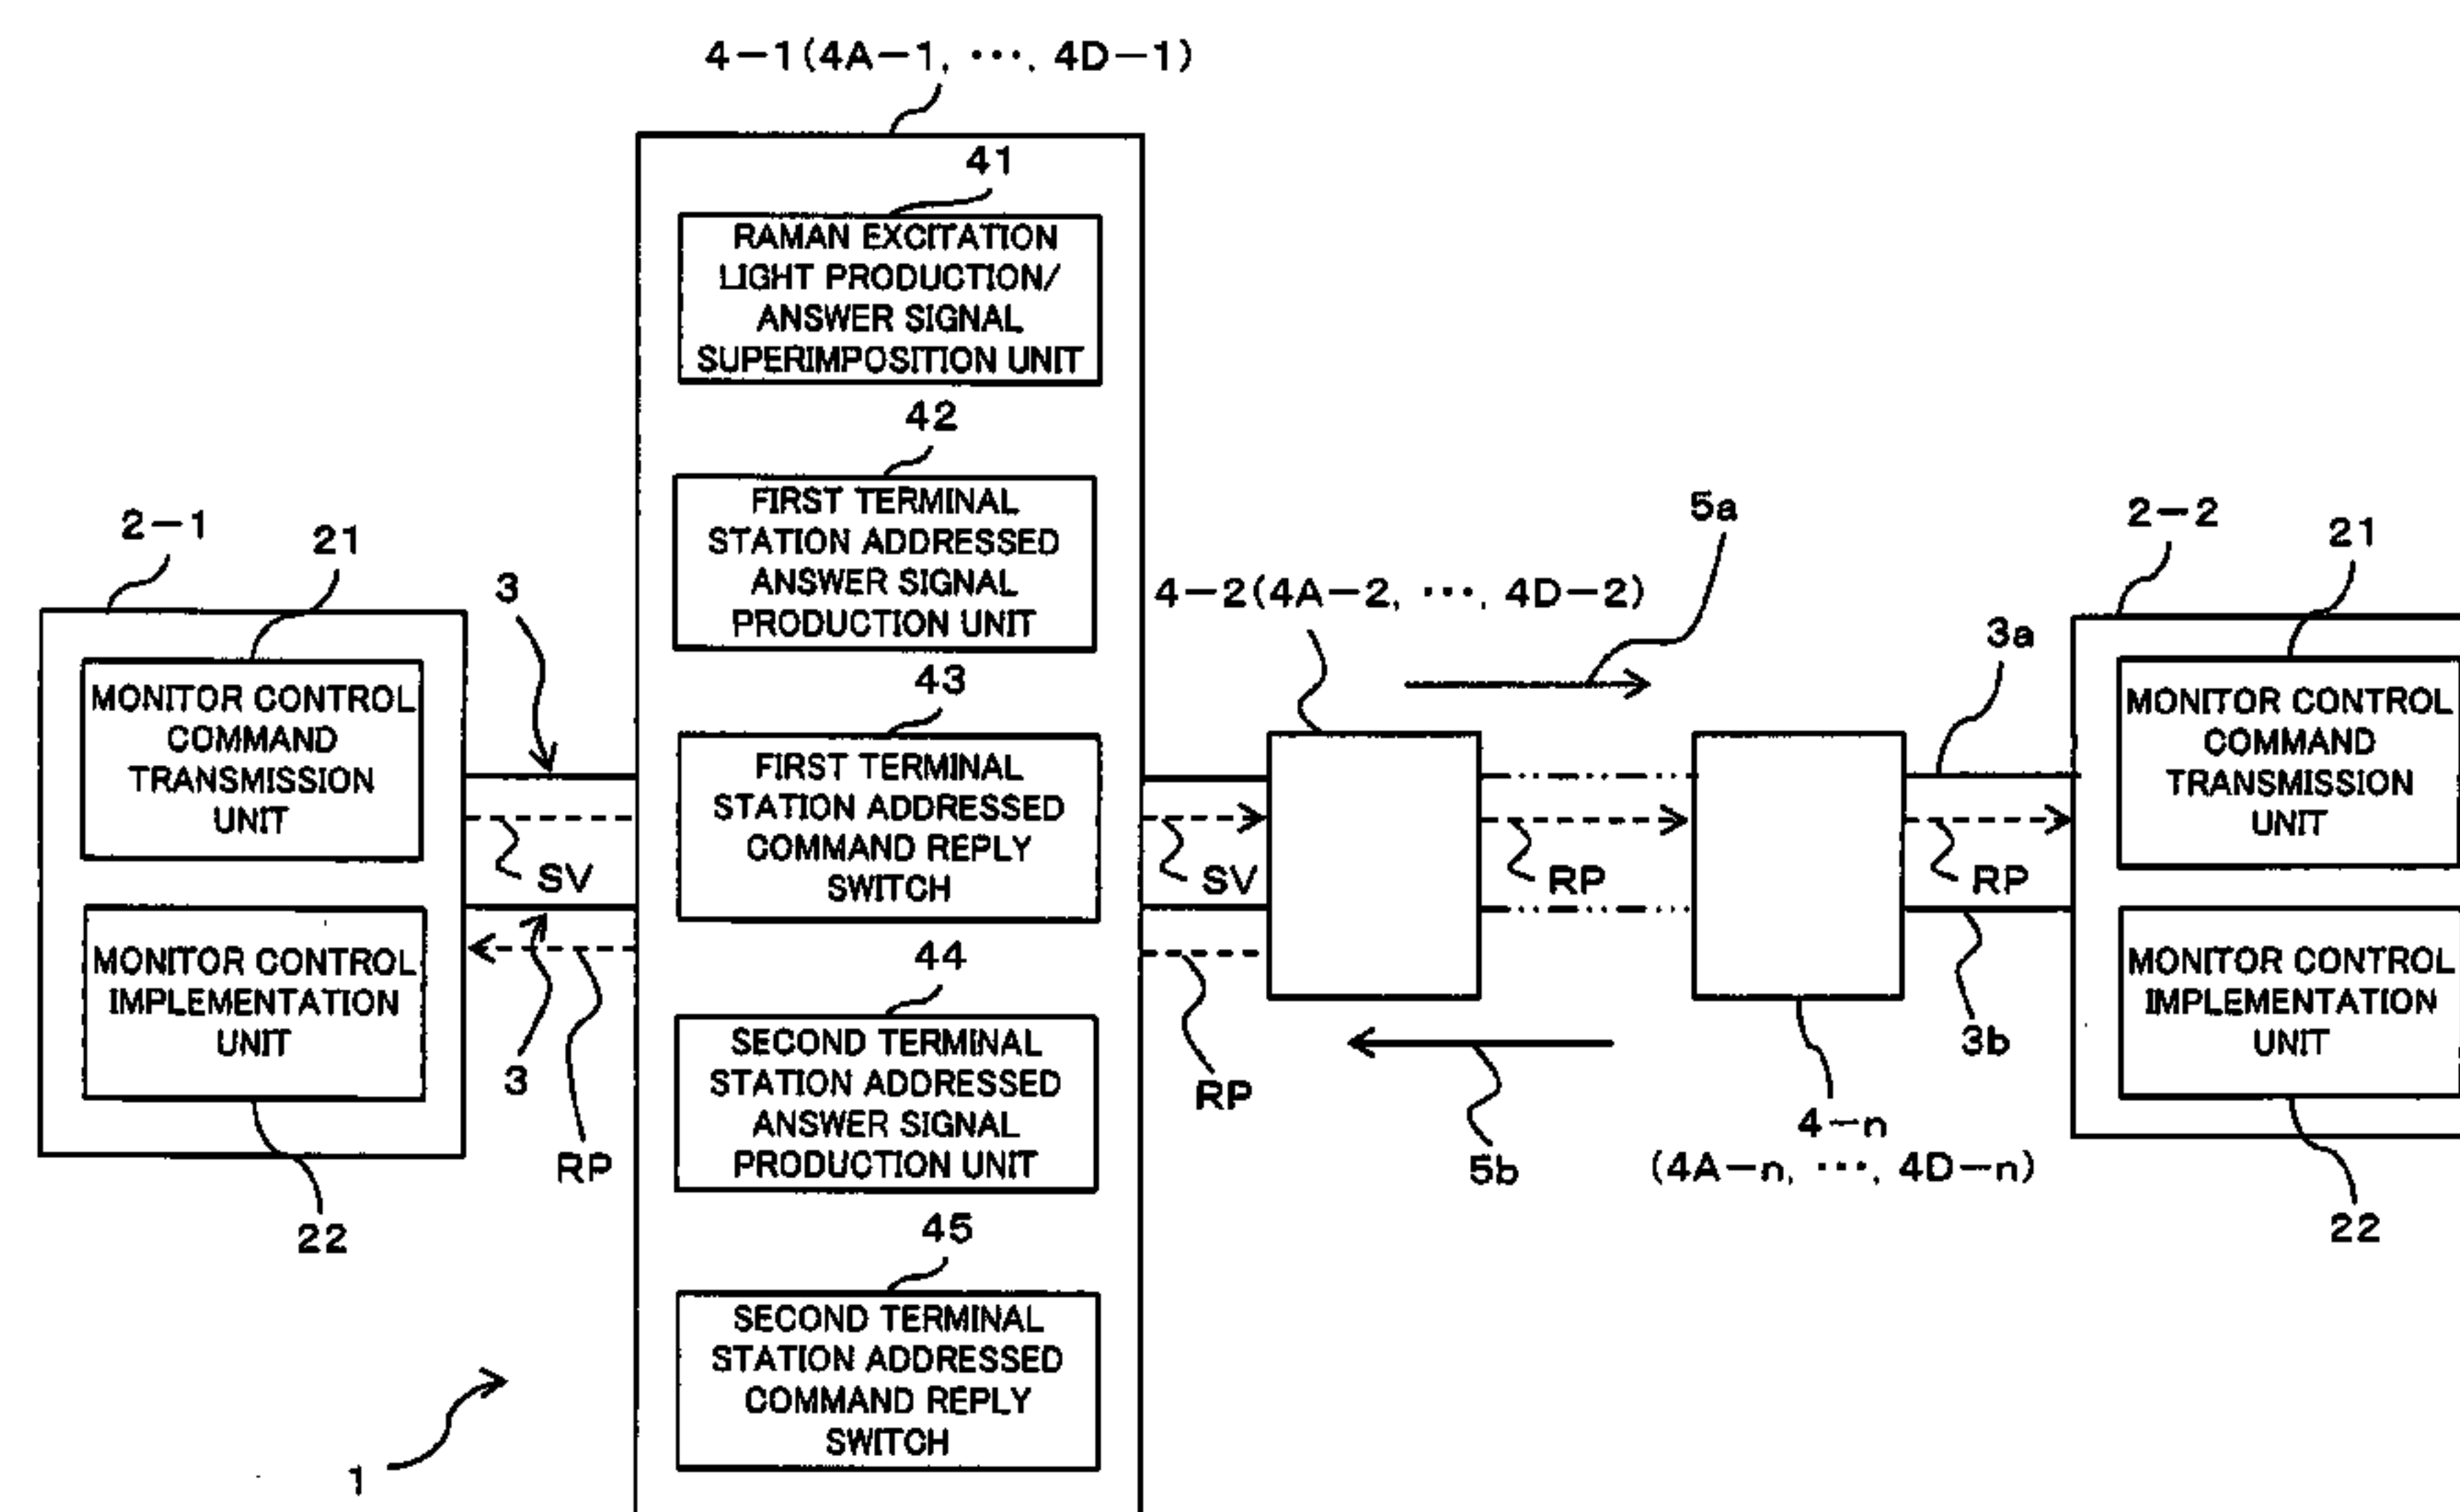 4-1(4A-1, ···, 4D-1)
41
RAMAN EXCITATION
LIGHT PRODUCTION/
ANSWER SIGNAL
SUPERIMPOSITION UNIT
42
FIRST TERMINAL
STATION ADDRESSED
ANSWER SIGNAL
PRODUCTION UNIT
43
FIRST TERMINAL
STATION ADDRESSED
COMMAND REPLY
SWITCH
44
SECOND TERMINAL
STATION ADDRESSED
ANSWER SIGNAL
PRODUCTION UNIT
45
SECOND TERMINAL
STATION ADDRESSED
COMMAND REPLY
SWITCH
2-1
21
MONITOR CONTROL
COMMAND
TRANSMISSION
UNIT
MONITOR CONTROL
IMPLEMENTATION
UNIT
22
3
SV
3
RP
1
4-2(4A-2, ···, 4D-2)
5a
SV
RP
RP
5b
4-n
(4A-n, ···, 4D-n)
3a
RP
3b
2-2
21
MONITOR CONTROL
COMMAND
TRANSMISSION
UNIT
MONITOR CONTROL
IMPLEMENTATION
UNIT
22